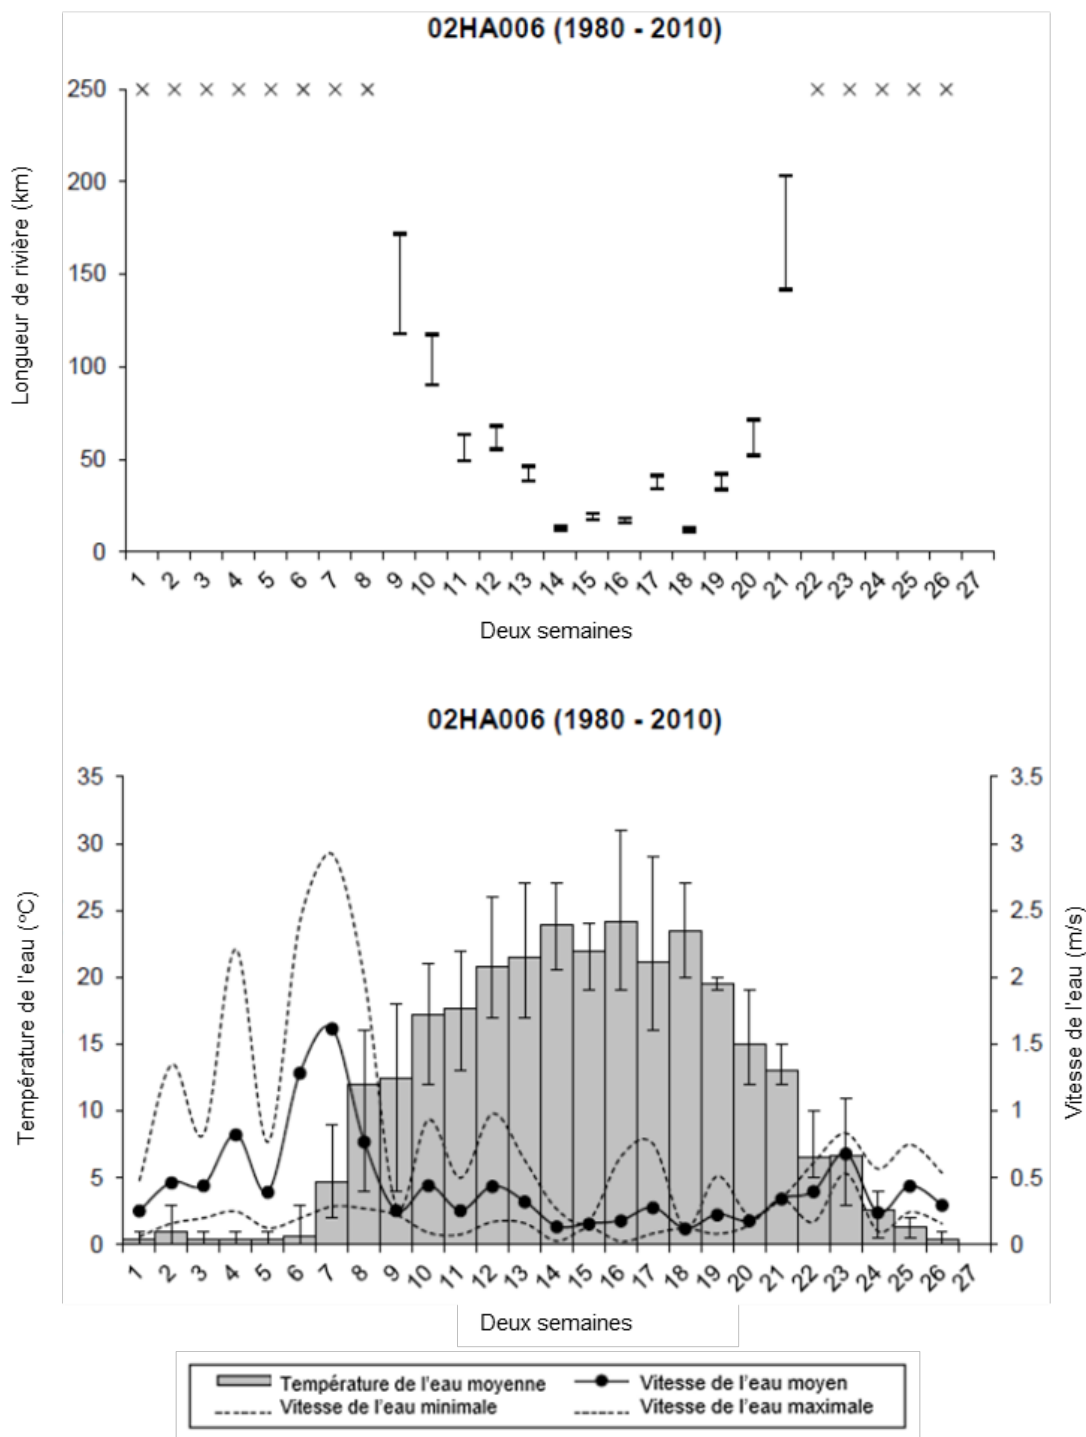 02HA006 (1980 - 2010)
250
200
150
100
50
0
Longueur de rivière (km)
1 2 3 4 5 6 7 8 9 10 11 12 13 14 15 16 17 18 19 20 21 22 23 24 25 26 27
Deux semaines
02HA006 (1980 - 2010)
35
30
25
20
15
10
5
0
Température de l'eau (°C)
3.5
3
2.5
2
1.5
1
0.5
0
Vitesse de l'eau (m/s)
1 2 3 4 5 6 7 8 9 10 11 12 13 14 15 16 17 18 19 20 21 22 23 24 25 26 27
Deux semaines
Température de l'eau moyenne
Vitesse de l'eau moyen
Vitesse de l'eau minimale
Vitesse de l'eau maximale